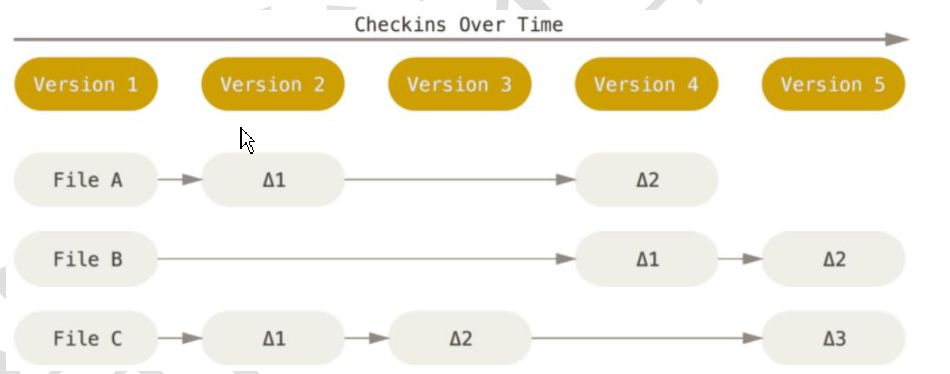 Checkins Over Time
Version 1 Version 2 Version 3 Version 4 Version 5
File A Δ1 Δ2
File B Δ1 Δ2
File C Δ1 Δ2 Δ3